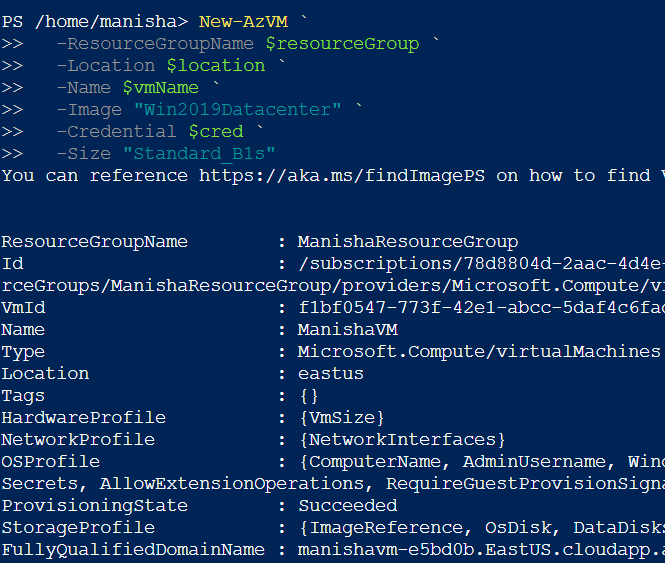 PS /home/manisha> New-AzVM `
>>   -ResourceGroupName $resourceGroup `
>>   -Location $location `
>>   -Name $vmName `
>>   -Image "Win2019Datacenter" `
>>   -Credential $cred `
>>   -Size "Standard_B1s"
You can reference https://aka.ms/findImagePS on how to find V
ResourceGroupName        : ManishaResourceGroup
Id                       : /subscriptions/78d8804d-2aac-4d4e-
rceGroups/ManishaResourceGroup/providers/Microsoft.Compute/vi
VmId                     : f1bf0547-773f-42e1-abcc-5daf4c6fac
Name                     : ManishaVM
Type                     : Microsoft.Compute/virtualMachines
Location                 : eastus
Tags                     : {}
HardwareProfile          : {VmSize}
NetworkProfile           : {NetworkInterfaces}
OSProfile                : {ComputerName, AdminUsername, Wind
Secrets, AllowExtensionOperations, RequireGuestProvisionSigna
ProvisioningState        : Succeeded
StorageProfile           : {ImageReference, OsDisk, DataDisks
FullyQualifiedDomainName : manishavm-e5bd0b.EastUS.cloudapp.a